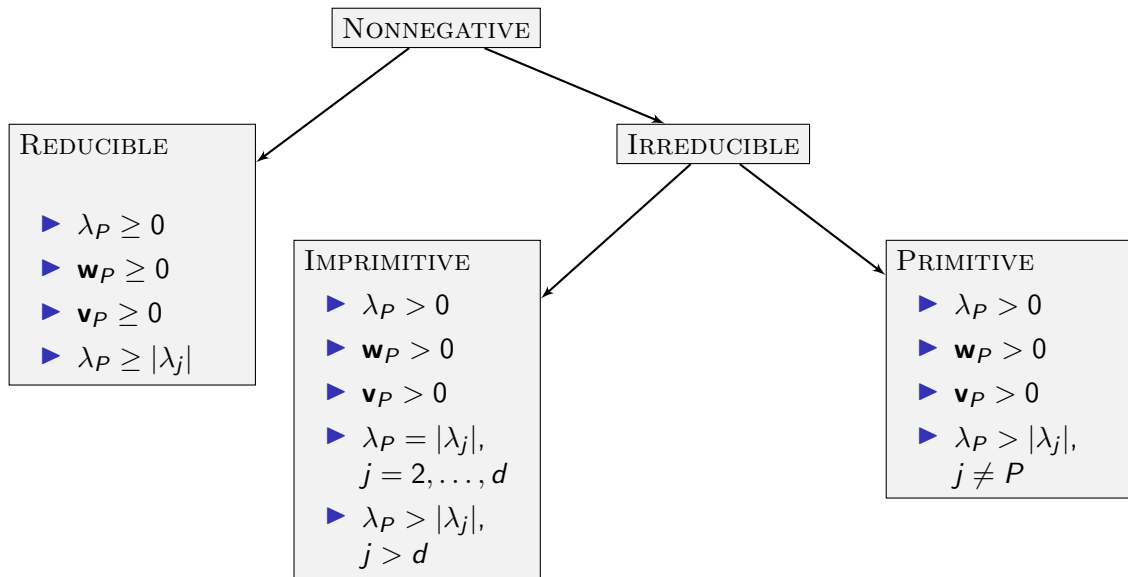 NONNEGATIVE
REDUCIBLE
▶ λ_P ≥ 0
▶ w_P ≥ 0
▶ v_P ≥ 0
▶ λ_P ≥ |λ_j|
IRREDUCIBLE
IMPRIMITIVE
▶ λ_P > 0
▶ w_P > 0
▶ v_P > 0
▶ λ_P = |λ_j|,
j = 2, . . . , d
▶ λ_P > |λ_j|,
j > d
PRIMITIVE
▶ λ_P > 0
▶ w_P > 0
▶ v_P > 0
▶ λ_P > |λ_j|,
j ≠ P